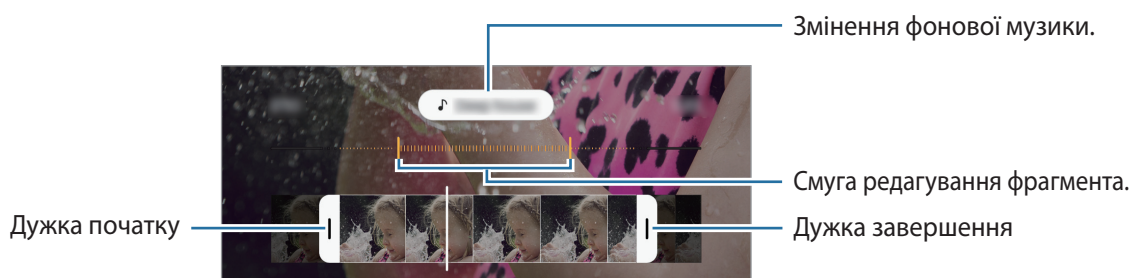 Змінення фонової музики.
Смуга редагування фрагмента.
Дужка початку
Дужка завершення